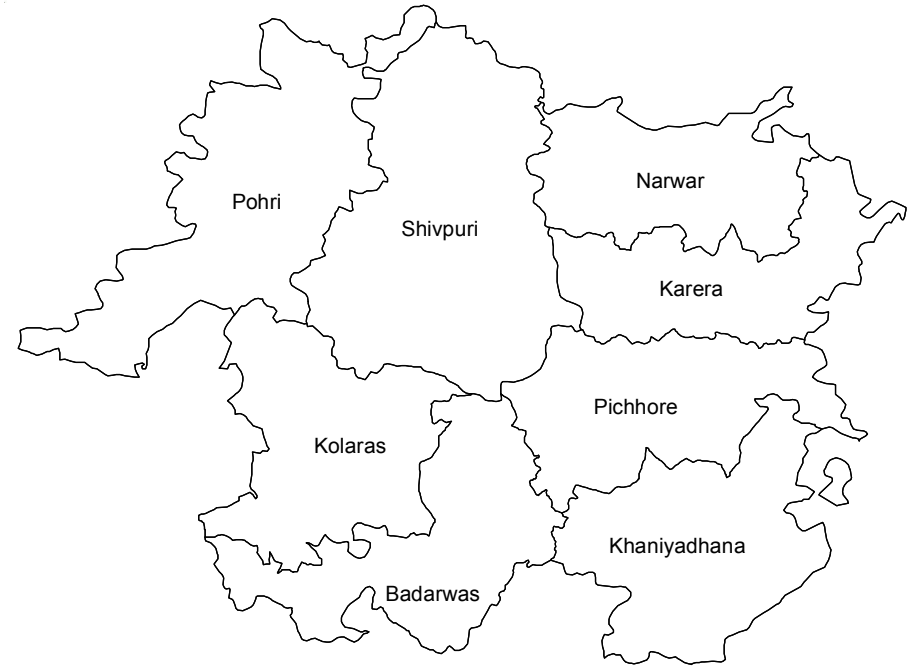 Narwar
Pohri
Shivpuri
Karera
Pichhore
Kolaras
Khaniyadhana
Badarwas